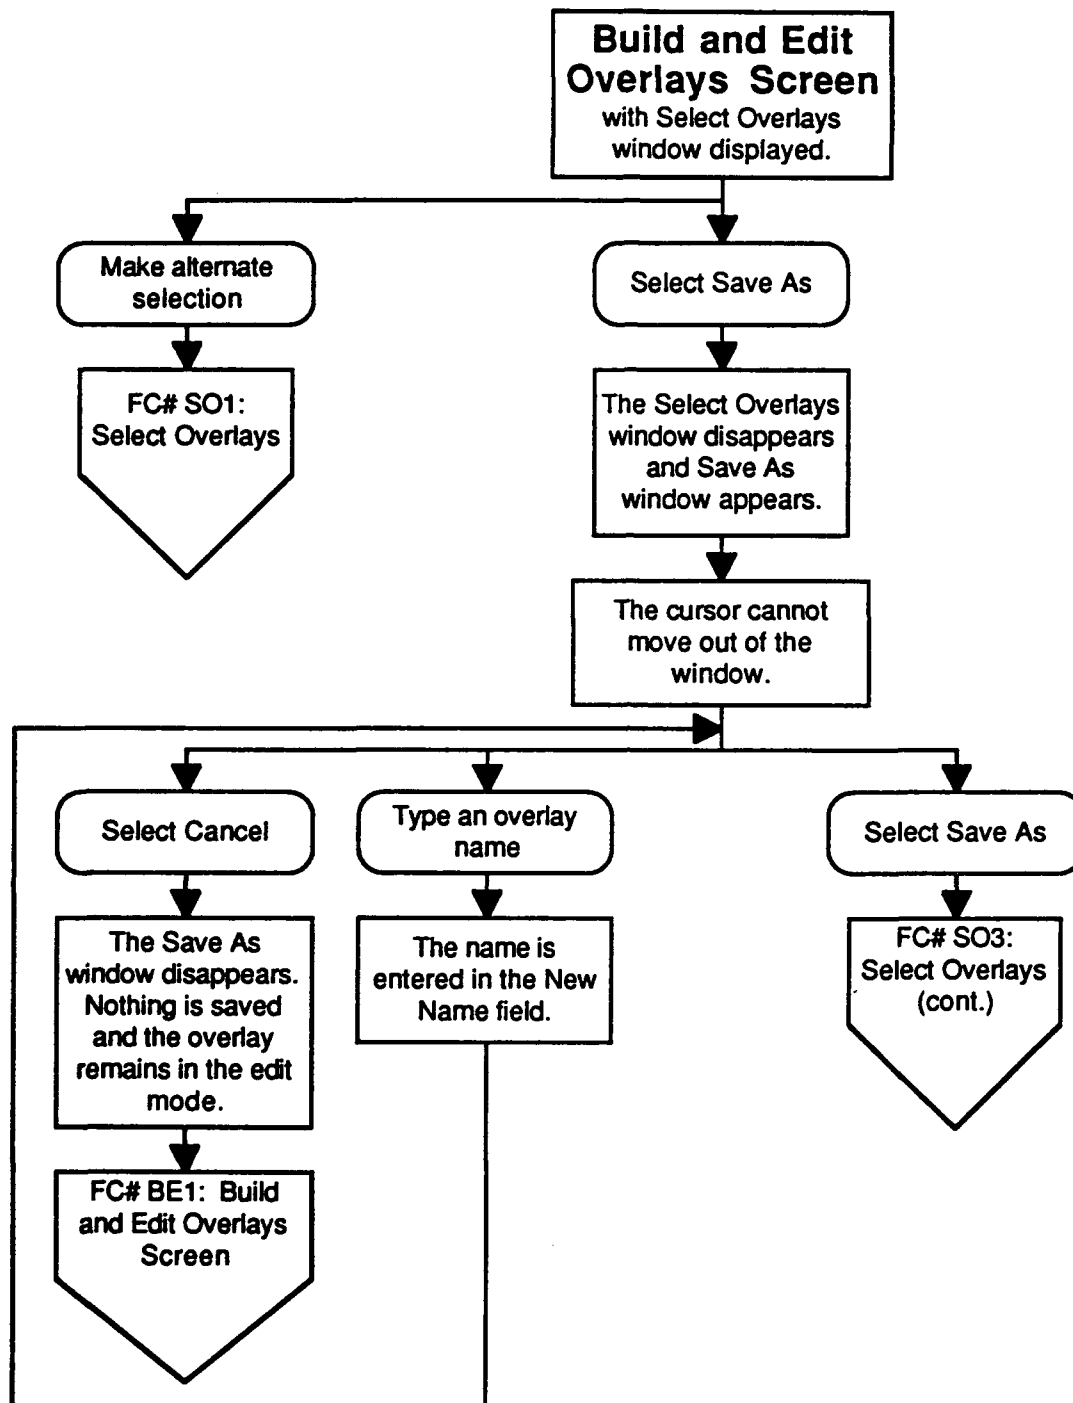 Build and Edit
Overlays Screen
with Select Overlays
window displayed.
Make alternate
selection
Select Save As
FC# SO1:
Select Overlays
The Select Overlays
window disappears
and Save As
window appears.
The cursor cannot
move out of the
window.
Select Cancel
Type an overlay
name
Select Save As
The Save As
window disappears.
Nothing is saved
and the overlay
remains in the edit
mode.
The name is
entered in the New
Name field.
FC# SO3:
Select Overlays
(cont.)
FC# BE1: Build
and Edit Overlays
Screen